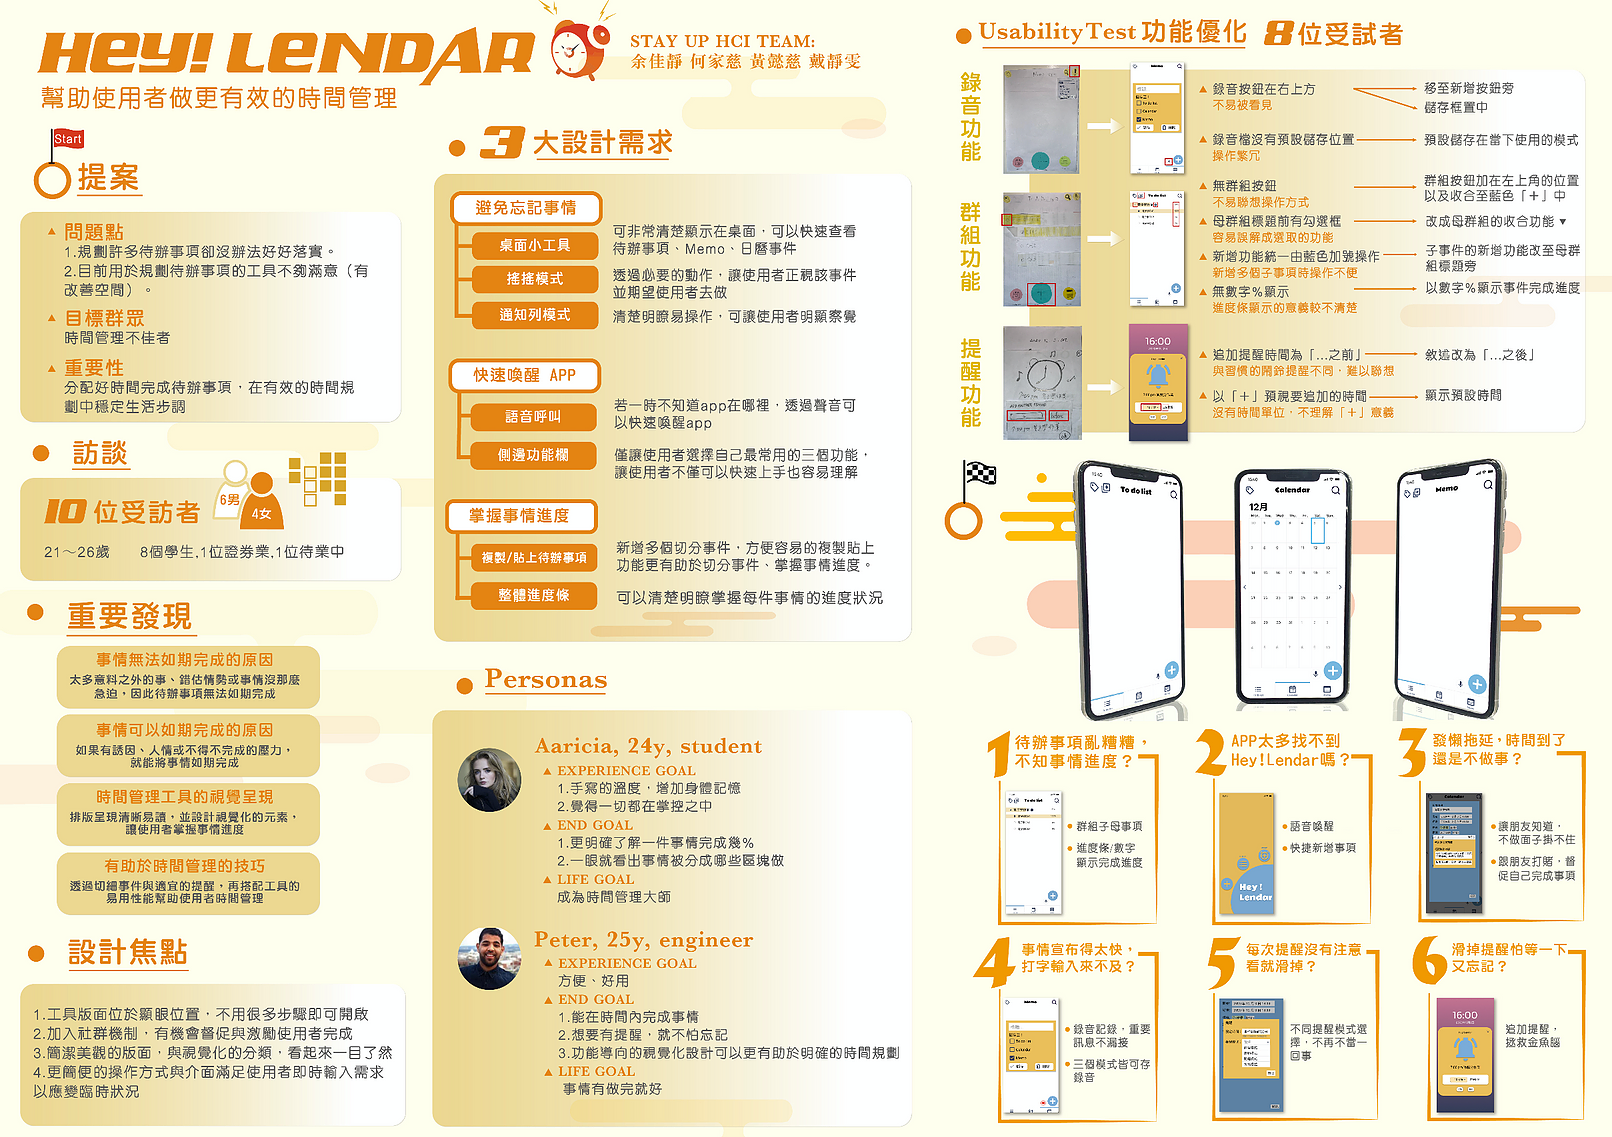 Hey! LENDAR
幫助使用者做更有效的時間管理
STAY UP HCI TEAM:
余佳靜 何家慈 黃懿慈 戴靜雯
Start
提案
問題點
1.規劃許多待辦事項卻沒辦法好好落實。
2.目前用於規劃待辦事項的工具不夠滿意（有
改善空間）。
目標群眾
時間管理不佳者
重要性
分配好時間完成待辦事項，在有效的時間規
劃中穩定生活步調
訪談
10位受訪者
6男
4女
21～26歲 8個學生,1位證券業,1位待業中
重要發現
事情無法如期完成的原因
太多意料之外的事、錯估情勢或事情沒那麼
急迫，因此待辦事項無法如期完成
事情可以如期完成的原因
如果有誘因、人情或不得不完成的壓力，
就能將事情如期完成
時間管理工具的視覺呈現
排版呈現清晰易讀，並設計視覺化的元素，
讓使用者掌握事情進度
有助於時間管理的技巧
透過切細事件與適宜的提醒，再搭配工具的
易用性能幫助使用者時間管理
設計焦點
1.工具版面位於顯眼位置，不用很多步驟即可開啟
2.加入社群機制，有機會督促與激勵使用者完成
3.簡潔美觀的版面，與視覺化的分類，看起來一目了然
4.更簡便的操作方式與介面滿足使用者即時輸入需求
以應變臨時狀況
3大設計需求
避免忘記事情
桌面小工具
可非常清楚顯示在桌面，可以快速查看
待辦事項、Memo、日曆事件
搖搖模式
透過必要的動作，讓使用者正視該事件
並期望使用者去做
通知列模式
清楚明瞭易操作，可讓使用者明顯察覺
快速喚醒 APP
語音呼叫
若一時不知道app在哪裡，透過聲音可
以快速喚醒app
側邊功能欄
僅讓使用者選擇自己最常用的三個功能，
讓使用者不僅可以快速上手也容易理解
掌握事情進度
複製/貼上待辦事項
新增多個切分事件，方便容易的複製貼上
功能更有助於切分事件、掌握事情進度。
整體進度條
可以清楚明瞭掌握每件事情的進度狀況
Personas
Aaricia, 24y, student
EXPERIENCE GOAL
1.手寫的溫度，增加身體記憶
2.覺得一切都在掌控之中
END GOAL
1.更明確了解一件事情完成幾%
2.一眼就看出事情被分成哪些區塊做
LIFE GOAL
成為時間管理大師
Peter, 25y, engineer
EXPERIENCE GOAL
方便、好用
END GOAL
1.能在時間內完成事情
2.想要有提醒，就不怕忘記
3.功能導向的視覺化設計可以更有助於明確的時間規劃
LIFE GOAL
事情有做完就好
Usability Test 功能優化 8位受試者
錄音功能
錄音按鈕在右上方
不易被看見
移至新增按鈕旁
儲存框置中
錄音檔沒有預設儲存位置
操作繁冗
預設儲存在當下使用的模式
群組功能
無群組按鈕
不易聯想操作方式
群組按鈕加在左上角的位置
以及收合至藍色「＋」中
母群組標題前有勾選框
容易誤解成選取的功能
改成母群組的收合功能▼
新增功能統一由藍色加號操作
新增多個子事項時操作不便
子事件的新增功能改至母群
組標題旁
無數字%顯示
進度條顯示的意義較不清楚
以數字%顯示事件完成進度
提醒功能
16:00
追加提醒時間為「...之前」
與習慣的鬧鈴提醒不同，難以聯想
敘述改為「...之後」
以「＋」預視要追加的時間
沒有時間單位，不理解「＋」意義
顯示預設時間
To do list
Calendar
12月
Memo
1 待辦事項亂糟糟，
不知事情進度？
To do list
群組子母事項
進度條/數字
顯示完成進度
2 APP太多找不到
Hey!Lendar嗎？
Hey!
Lendar
語音喚醒
快捷新增事項
3 發懶拖延，時間到了
還是不做事？
Calendar
讓朋友知道，
不做面子掛不住
跟朋友打賭，督
促自己完成事項
4 事情宣布得太快，
打字輸入來不及？
錄音記錄，重要
訊息不漏接
三個模式皆可存
錄音
5 每次提醒沒有注意
看就滑掉？
不同提醒模式選
擇，不再不當一
回事
6 滑掉提醒怕等一下
又忘記？
16:00
追加提醒，
拯救金魚腦